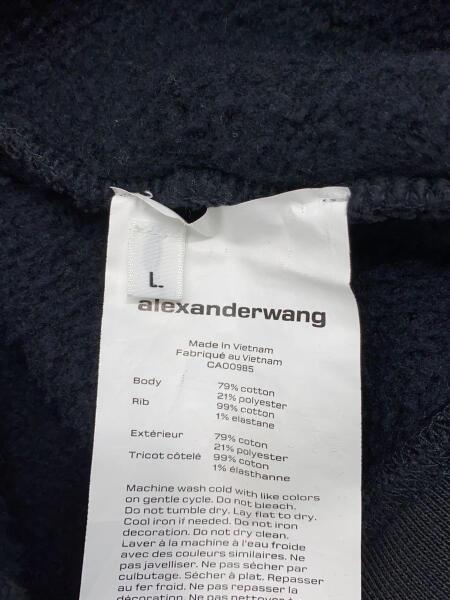 L.
alexanderwang
Made in Vietnam
Fabriqué au Vietnam
CA00985
Body 79% cotton
21% polyester
Rib 99% cotton
1% elastane
Extérieur 79% coton
21% polyester
Tricot côtelé 99% coton
1% élasthanne
Machine wash cold with like colors
on gentle cycle. Do not bleach.
Do not tumble dry. Lay flat to dry.
Cool iron if needed. Do not iron
decoration. Do not dry clean.
Laver à la machine à l'eau froide
avec des couleurs similaires. Ne
pas javelliser. Ne pas sécher par
culbutage. Sécher à plat. Repasser
au fer froid. Ne pas repasser la
décoration. Ne pas nettoyer